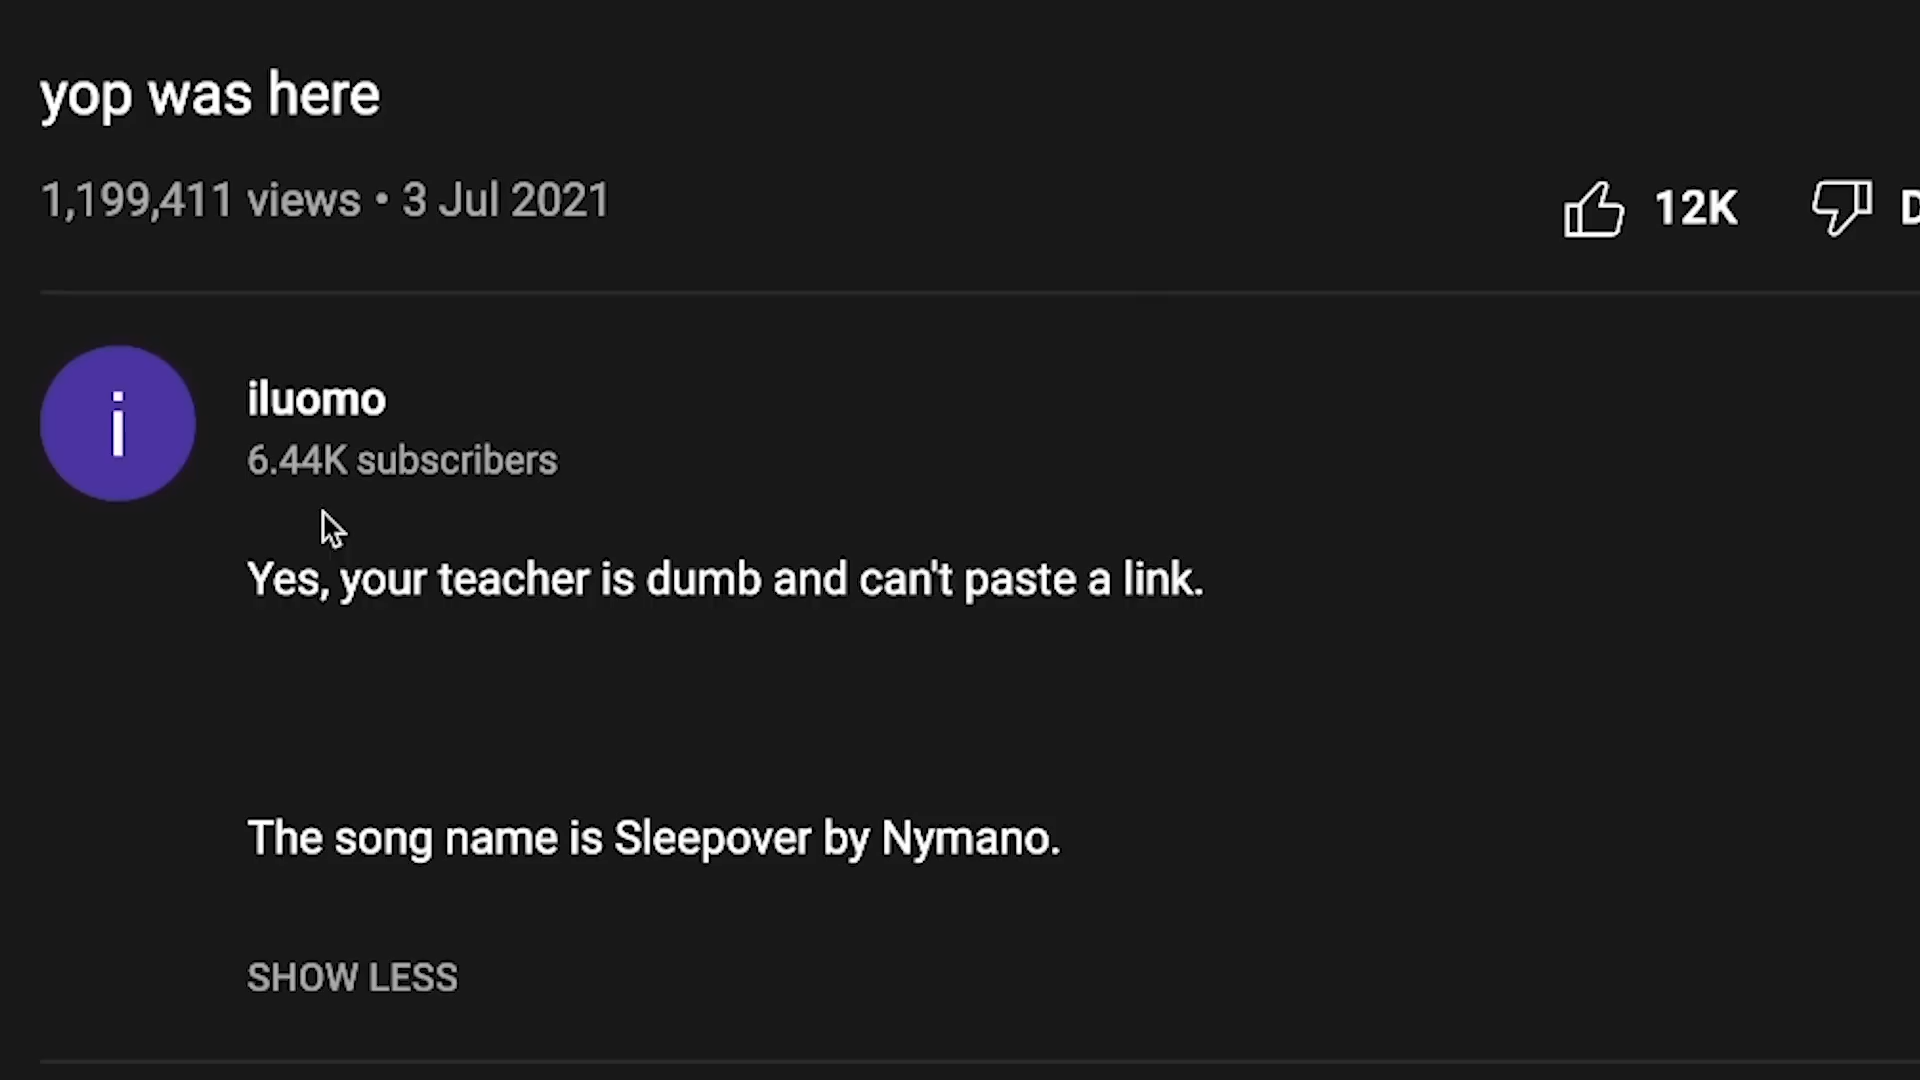 yop was here
1,199,411 views • 3 Jul 2021
12K
D
i
iluomo
6.44K subscribers
Yes, your teacher is dumb and can't paste a link.
The song name is Sleepover by Nymano.
SHOW LESS